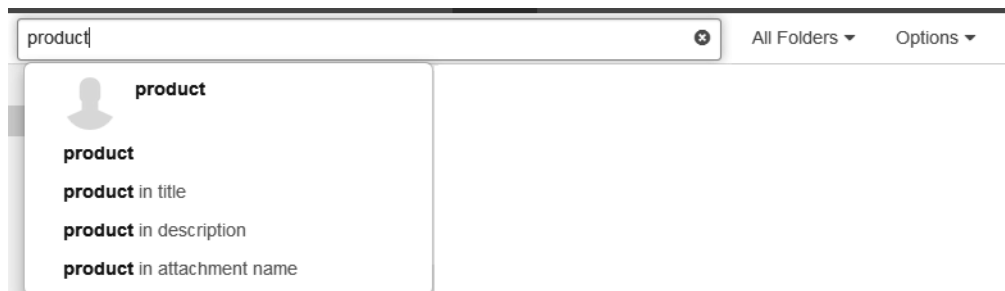 product All Folders Options
product
product
product in title
product in description
product in attachment name